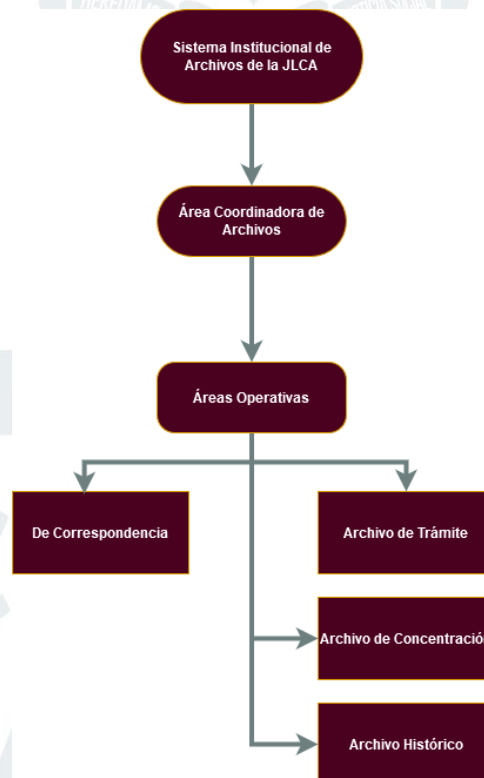 Sistema Institucional de
Archivos de la JLCA
Área Coordinadora de
Archivos
Áreas Operativas
De Correspondencia
Archivo de Trámite
Archivo de Concentración
Archivo Histórico